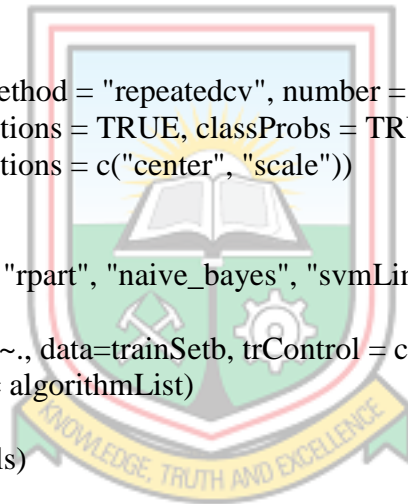 ethod = "repeatedcv", number =
tions = TRUE, classProbs = TR
tions = c("center", "scale"))
"rpart", "naive_bayes", "svmLin
~., data=trainSetb, trControl = c
algorithmList)
ls)
KNOWLEDGE, TRUTH AND EXCELLENCE